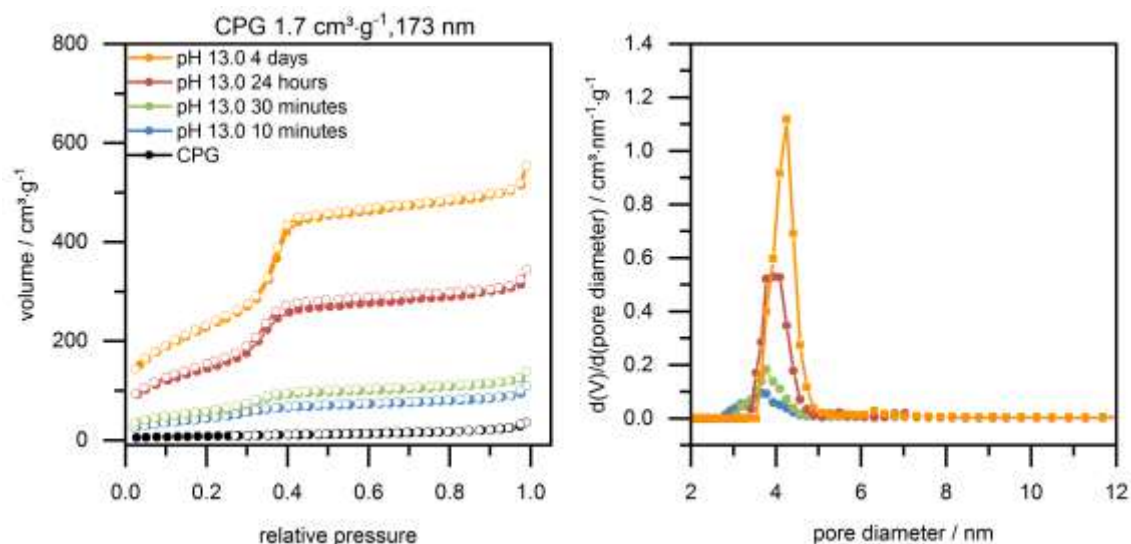 CPG 1.7 cm³·g⁻¹,173 nm
800
600
400
200
0
volume / cm³·g⁻¹
pH 13.0 4 days
pH 13.0 24 hours
pH 13.0 30 minutes
pH 13.0 10 minutes
CPG
0.0 0.2 0.4 0.6 0.8 1.0
relative pressure
1.4
1.2
1.0
0.8
0.6
0.4
0.2
0.0
d(V)/d(pore diameter) / cm³·nm⁻¹·g⁻¹
2 4 6 8 10 12
pore diameter / nm